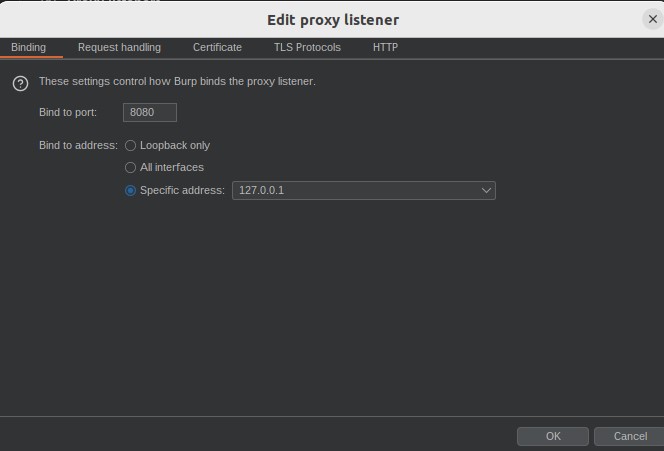 Edit proxy listener
Binding Request handling Certificate TLS Protocols HTTP
These settings control how Burp binds the proxy listener.
Bind to port: 8080
Bind to address: Loopback only
All interfaces
Specific address: 127.0.0.1
OK Cancel